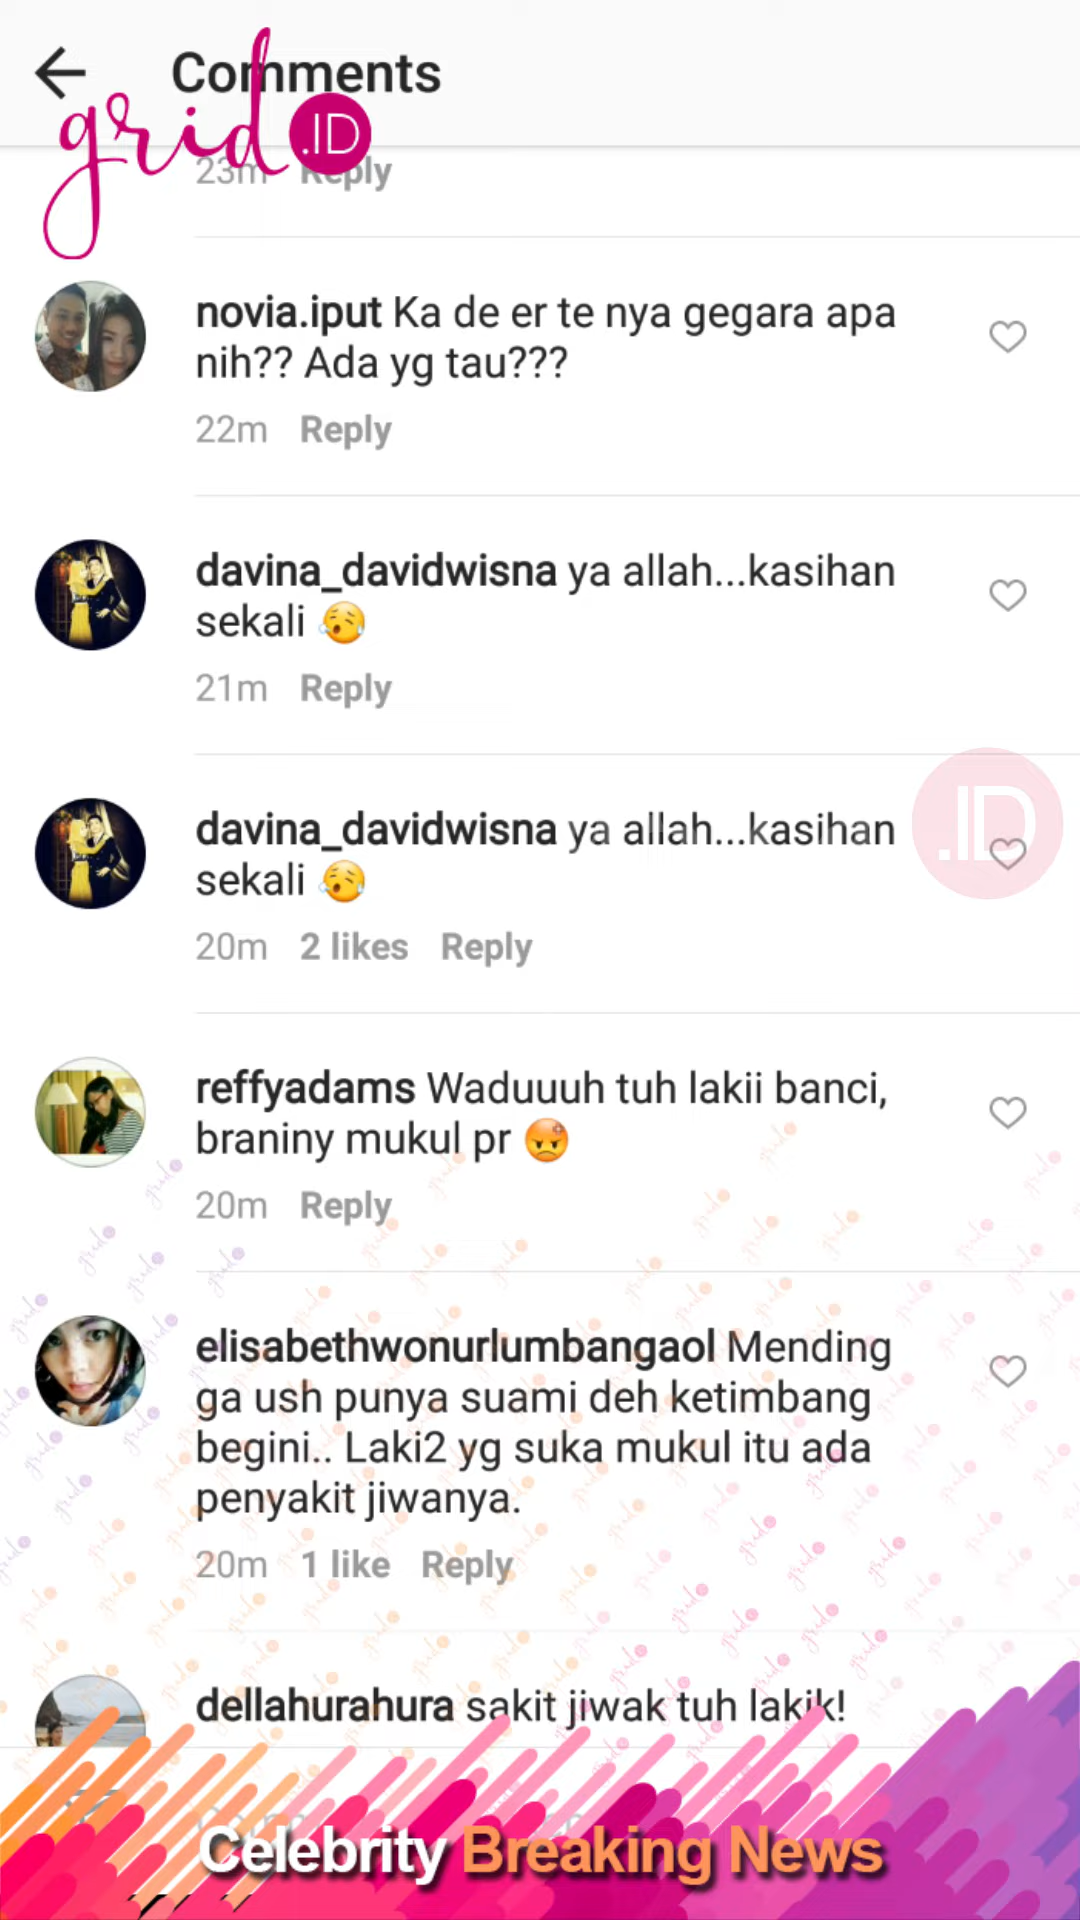 Comments
grid
.ID
23m Reply
novia.iput Ka de er te nya gegara apa
nih?? Ada yg tau???
22m Reply
davina_davidwisna ya allah...kasihan
sekali
21m Reply
.ID
davina_davidwisna ya allah...kasihan
sekali
20m 2 likes Reply
reffyadams Waduuuh tuh lakii banci,
braniny mukul pr
20m Reply
elisabethwonurlumbangaol Mending
ga ush punya suami deh ketimbang
begini.. Laki2 yg suka mukul itu ada
penyakit jiwanya.
20m 1 like Reply
dellahurahura sakit jiwak tuh lakik!
Celebrity Breaking News